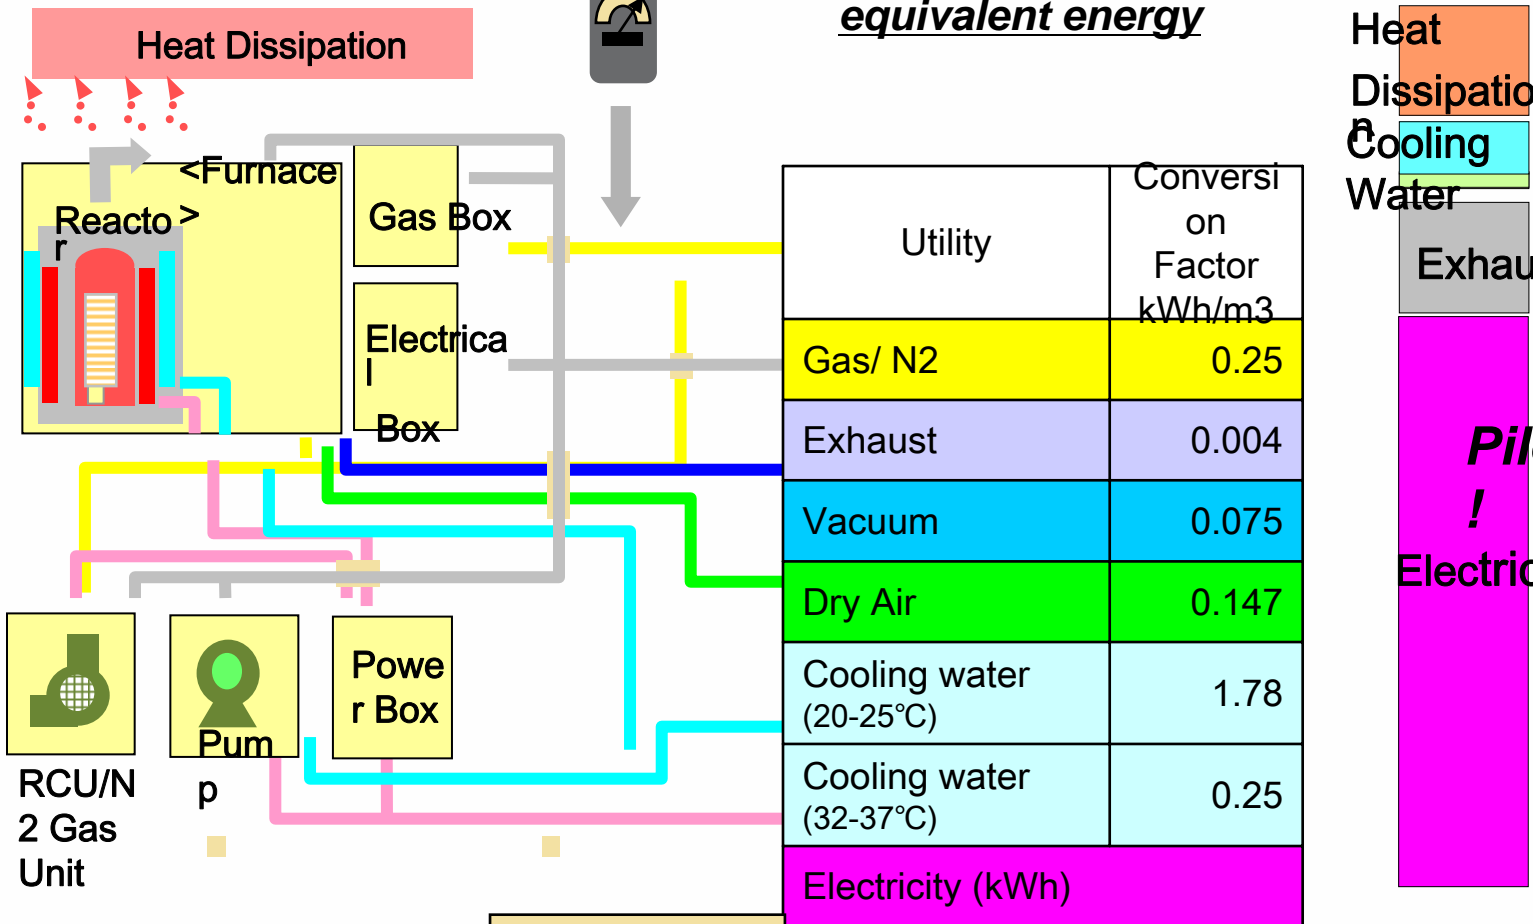 equivalent energy
Heat Dissipation
Heat
Dissipatio
n
Cooling
Water
<Furnace
>
Reacto
r
Gas Box
Electrica
l
Box
Utility
Conversi
on
Factor
kWh/m3
Gas/ N2 0.25
Exhaust 0.004
Vacuum 0.075
Dry Air 0.147
Cooling water
(20-25℃)
1.78
Cooling water
(32-37℃)
0.25
Electricity (kWh)
Exhau
Pil
!
Electric
Powe
r Box
Pum
p
RCU/N
2 Gas
Unit